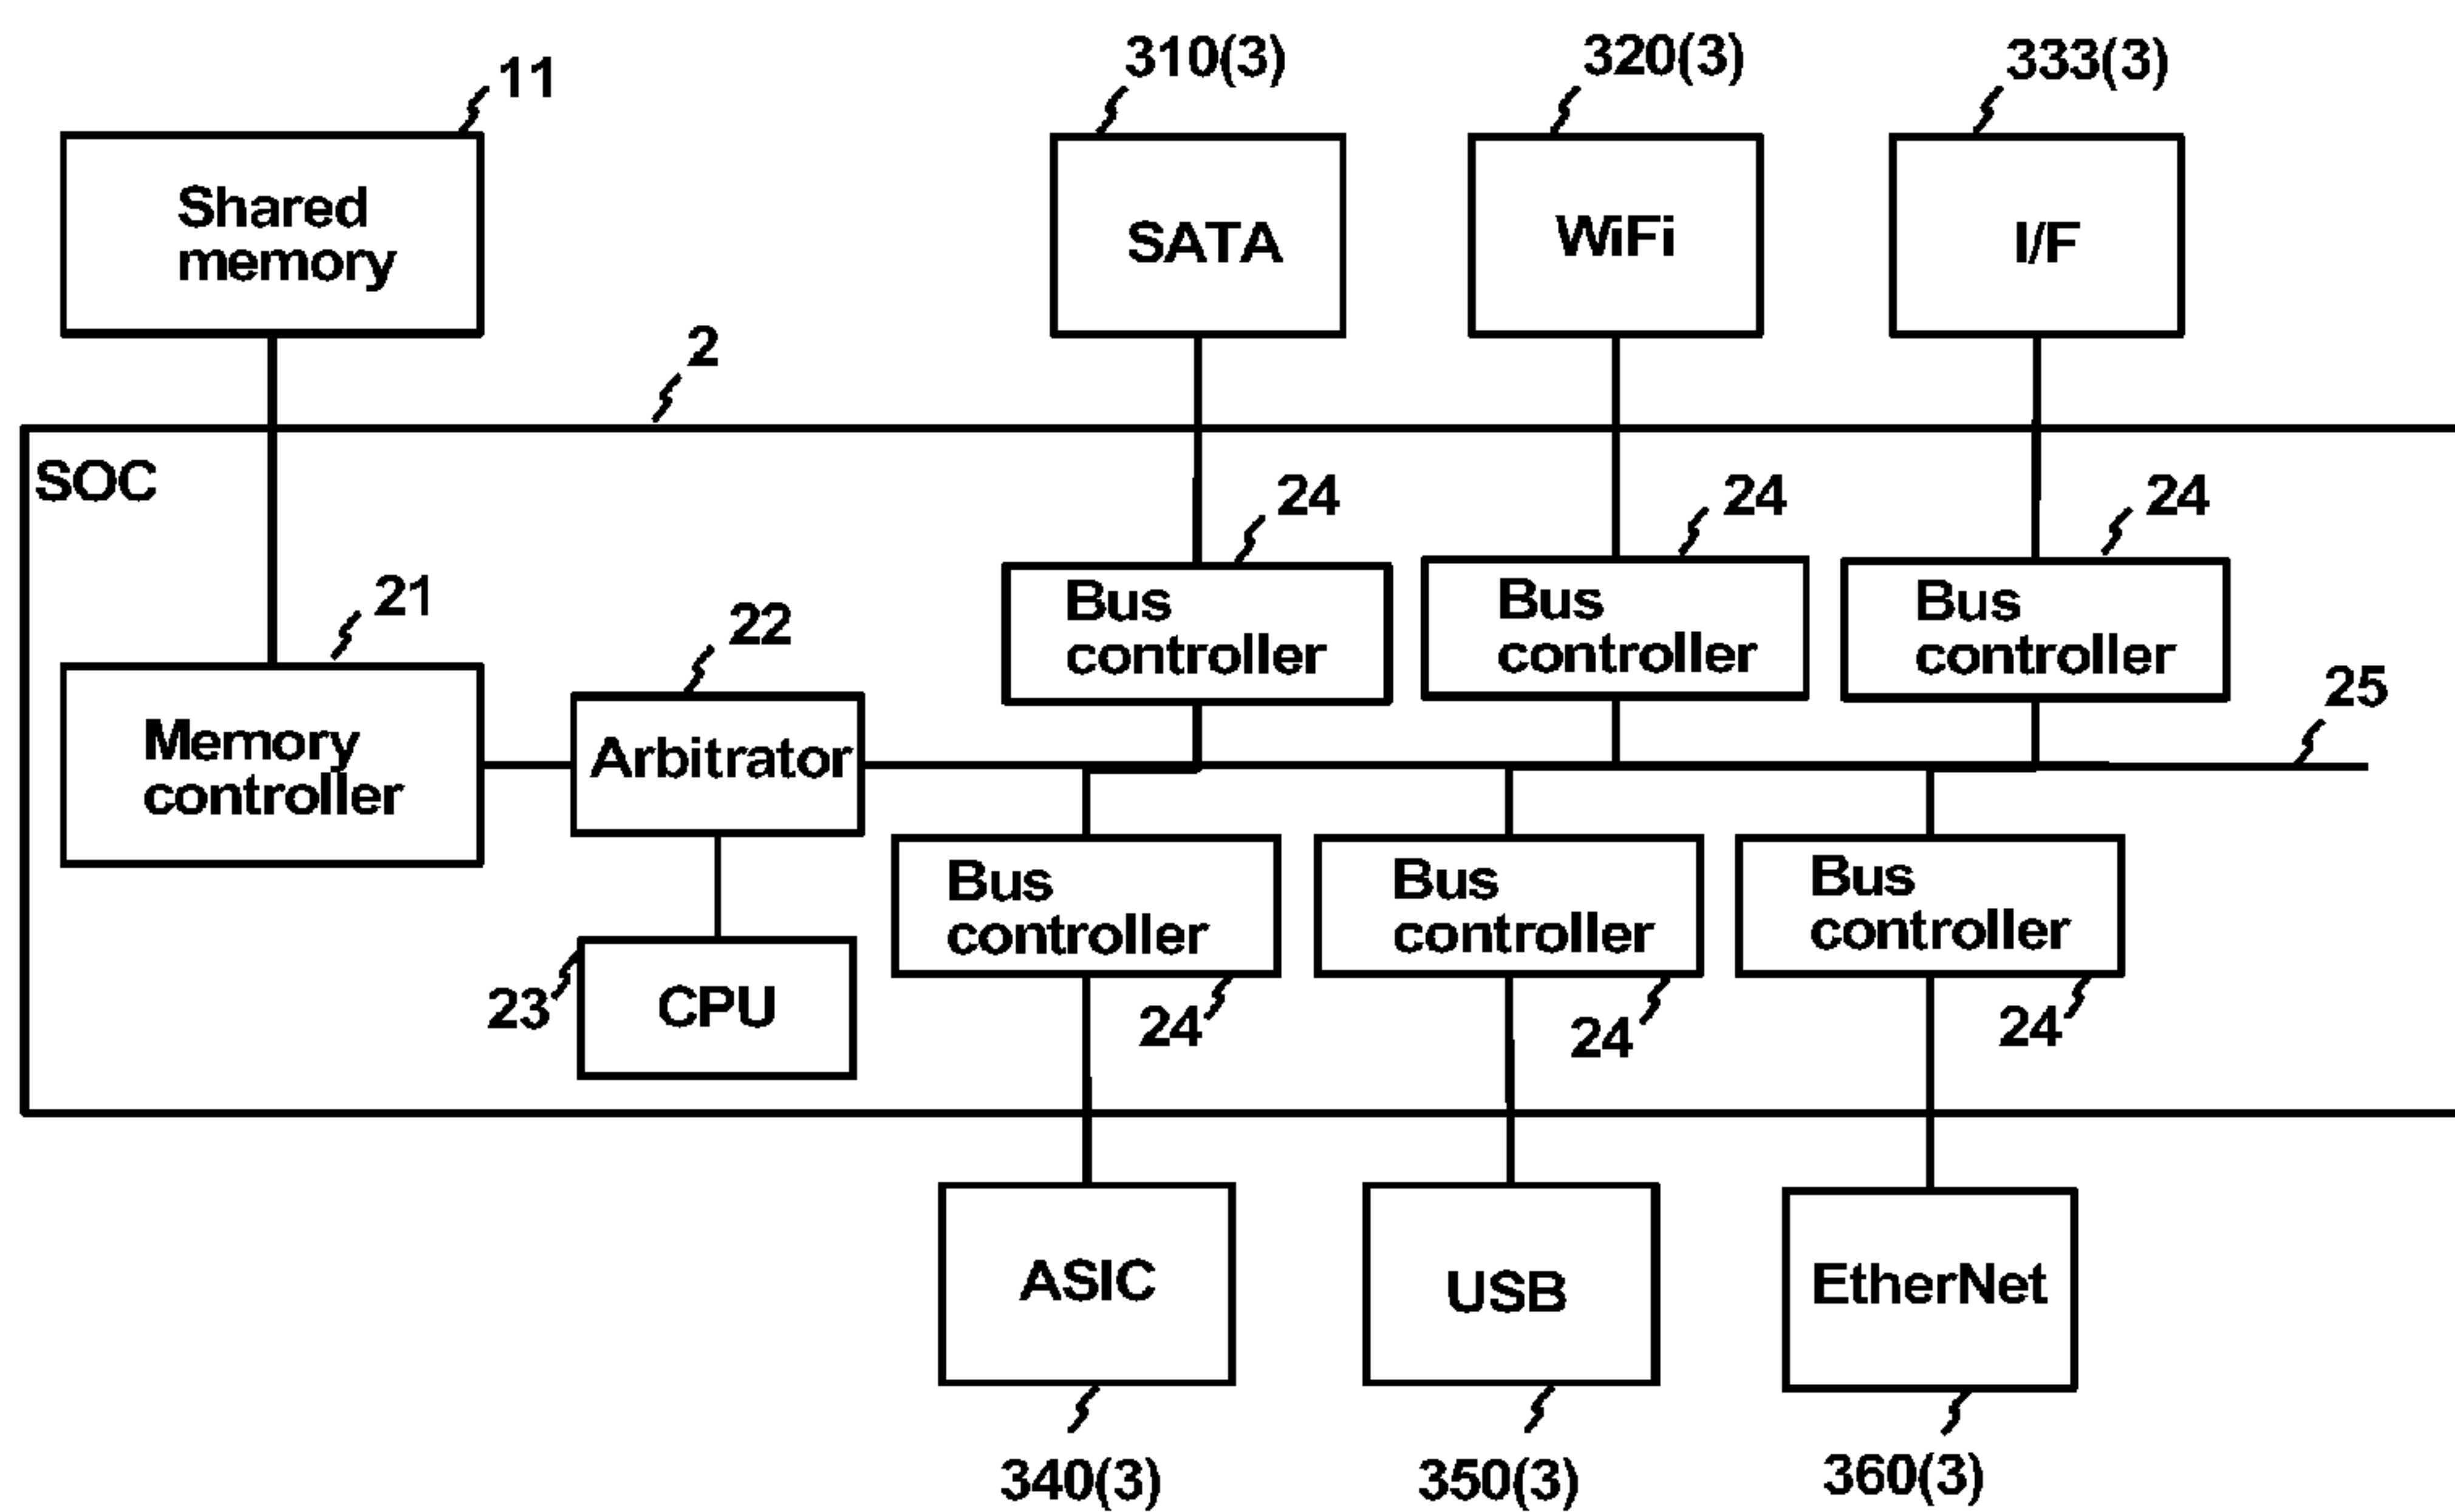 11
310(3)
320(3)
333(3)
Shared
memory
SATA
WiFi
I/F
2
SOC
24
24
24
21
22
Bus
controller
Bus
controller
Bus
controller
25
Memory
controller
Arbitrator
Bus
controller
Bus
controller
Bus
controller
23
CPU
24
24
24
ASIC
USB
EtherNet
340(3)
350(3)
360(3)